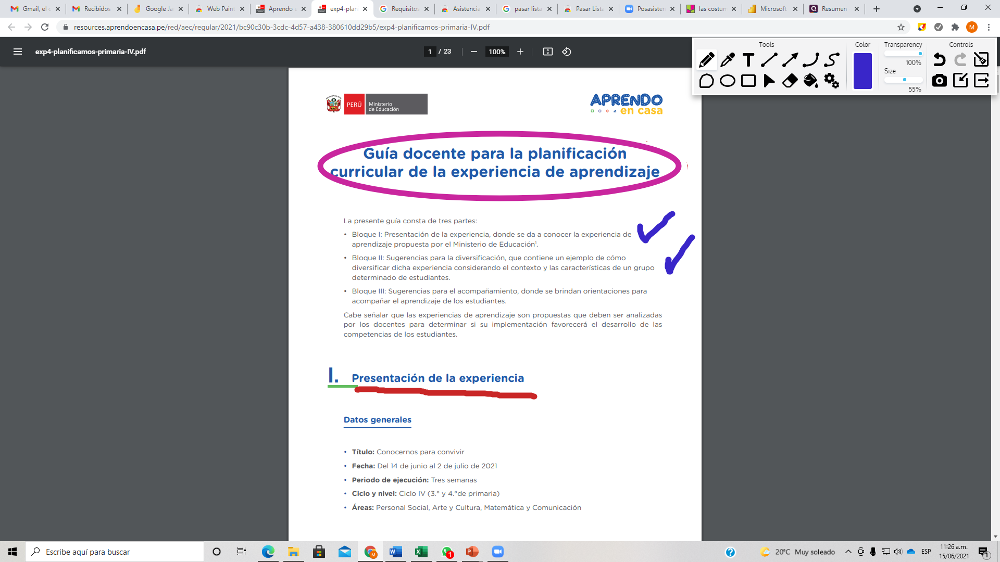 Gmail, el c
Recibidos
Google Ja
Web Paint
Aprendo e
exp4-plan
Requisitos
Asistencia
pasar lista
Pasar Lista
Posasisten
las costum
Microsoft
Resumen
resources.aprendoencasa.pe/red/aec/regular/2021/bc90c30b-3cdc-4d57-a438-380610dd29b5/exp4-planificamos-primaria-IV.pdf
M
exp4-planificamos-primaria-IV.pdf
1 / 23
100%
Tools
Color
Transparency
Controls
100%
Size
55%
PERÚ
Ministerio
de Educación
APRENDO
en casa
Guía docente para la planificación
curricular de la experiencia de aprendizaje
La presente guía consta de tres partes:
• Bloque I: Presentación de la experiencia, donde se da a conocer la experiencia de
aprendizaje propuesta por el Ministerio de Educación¹.
• Bloque II: Sugerencias para la diversificación, que contiene un ejemplo de cómo
diversificar dicha experiencia considerando el contexto y las características de un grupo
determinado de estudiantes.
• Bloque III: Sugerencias para el acompañamiento, donde se brindan orientaciones para
acompañar el aprendizaje de los estudiantes.
Cabe señalar que las experiencias de aprendizaje son propuestas que deben ser analizadas
por los docentes para determinar si su implementación favorecerá el desarrollo de las
competencias de los estudiantes.
I. Presentación de la experiencia
Datos generales
• Título: Conocernos para convivir
• Fecha: Del 14 de junio al 2 de julio de 2021
• Periodo de ejecución: Tres semanas
• Ciclo y nivel: Ciclo IV (3.° y 4.°de primaria)
• Áreas: Personal Social, Arte y Cultura, Matemática y Comunicación
Escribe aquí para buscar
1
20°C Muy soleado
ESP
11:26 a.m.
15/06/2021
1